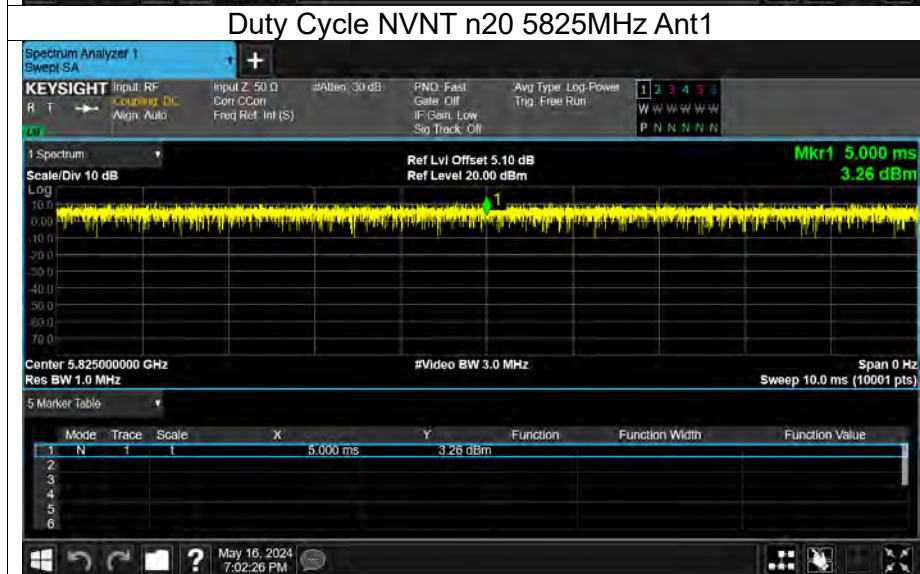 Duty Cycle NVNT n20 5825MHz Ant1
Spectrum Analyzer 1
Swept SA
+
KEYSIGHT
Input: RF
Input Z: 50 Ω
#Atten: 30 dB
PNO: Fast
Avg Type: Log-Power
1 2 3 4 5 6
R T
Coupling: DC
Corr CCorr
Gate: Off
Trig: Free Run
W W W W W W
Align: Auto
Freq Ref: Int (S)
IF Gain: Low
Sig Track: Off
P N N N N N
1 Spectrum
Ref Lvl Offset 5.10 dB
Mkr1 5.000 ms
Scale/Div 10 dB
Ref Level 20.00 dBm
3.26 dBm
Log
10.0
0.00
-10.0
-20.0
-30.0
-40.0
-50.0
-60.0
-70.0
1
Center 5.825000000 GHz
#Video BW 3.0 MHz
Span 0 Hz
Res BW 1.0 MHz
Sweep 10.0 ms (10001 pts)
5 Marker Table
Mode Trace Scale X Y Function Function Width Function Value
1 N 1 t 5.000 ms 3.26 dBm
2
3
4
5
6
?
May 16, 2024
7:02:26 PM